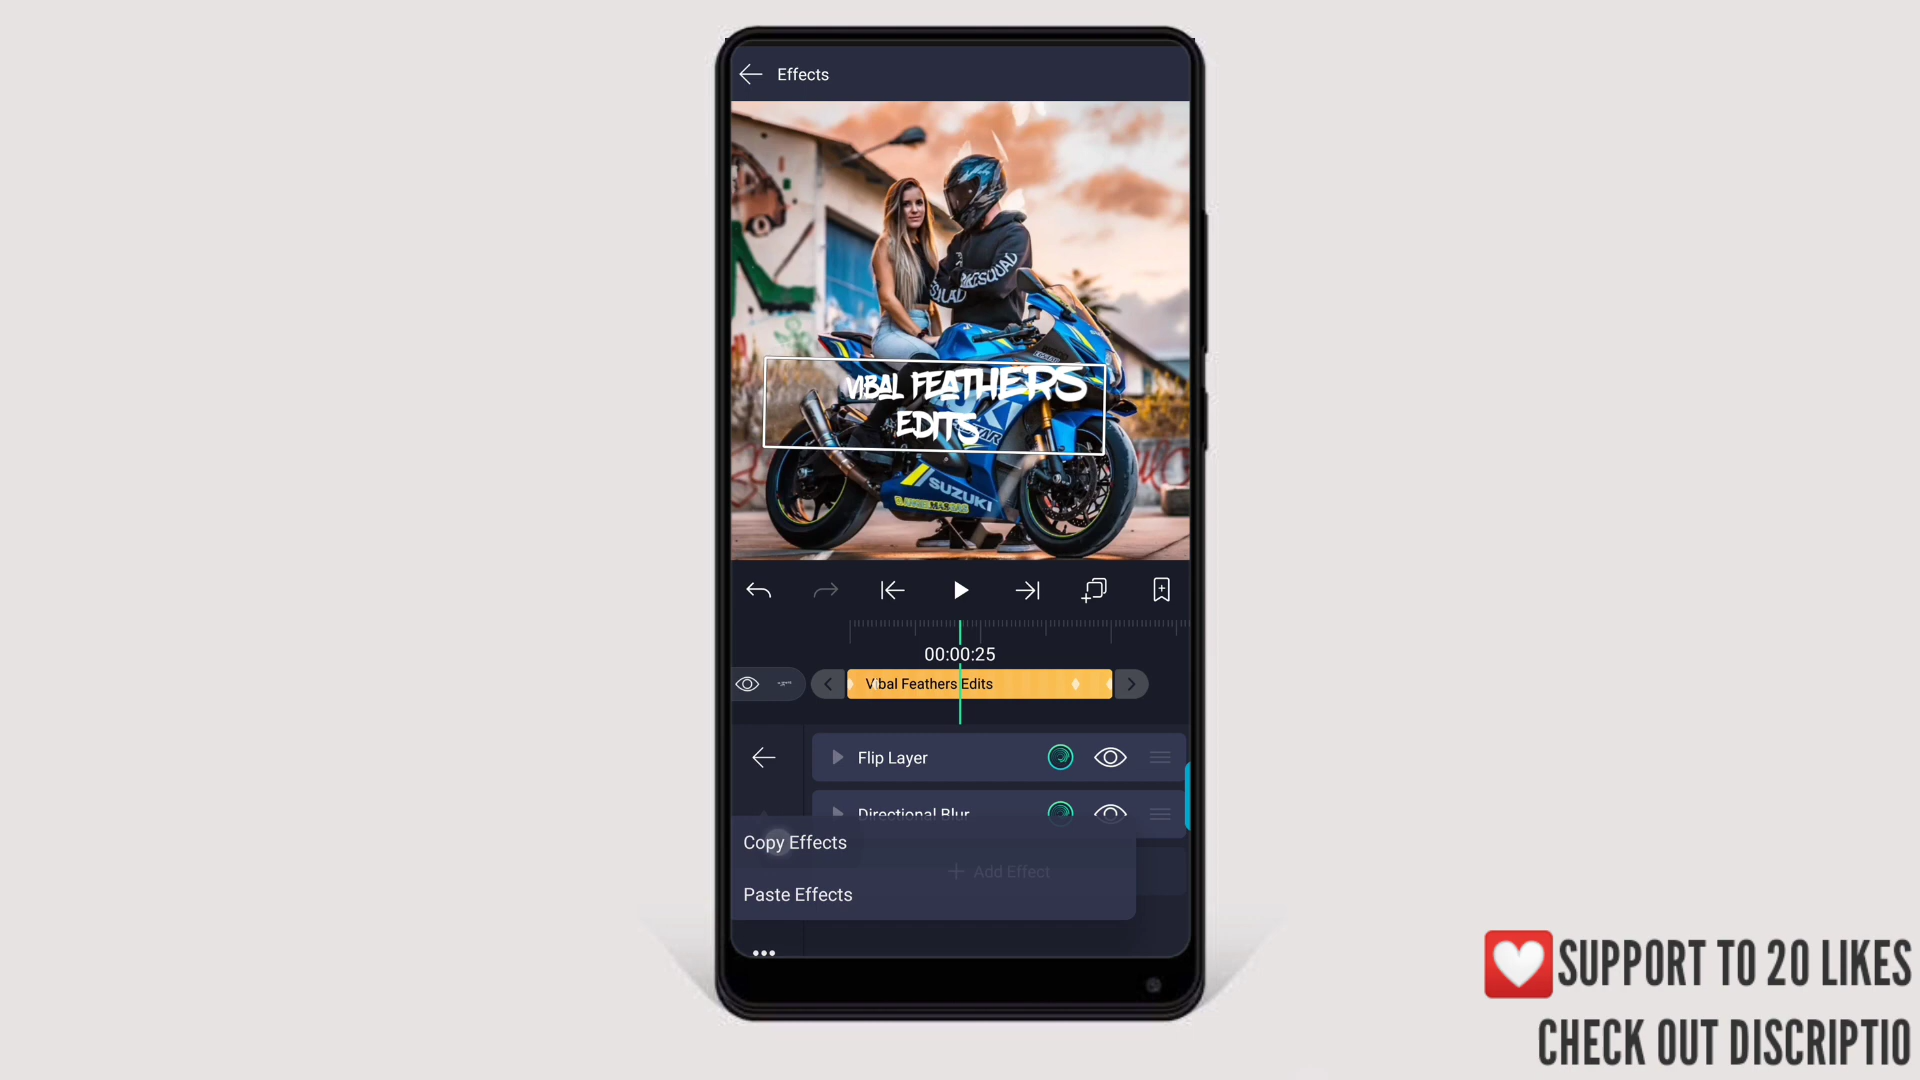 Effects
BIKESQUAD
VIBAL FEATHERS
EDITS
SUZUKI
00:00:25
Vibal Feathers Edits
Flip Layer
Directional Blur
Copy Effects
Add Effect
Paste Effects
SUPPORT TO 20 LIKES
CHECK OUT DISCRIPTIO